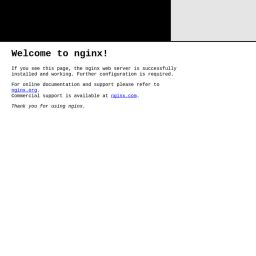 Welcome to nginx!
If you see this page, the nginx web server is successfully
installed and working. Further configuration is required.
For online documentation and support please refer to
nginx.org.
Commercial support is available at nginx.com.
Thank you for using nginx.